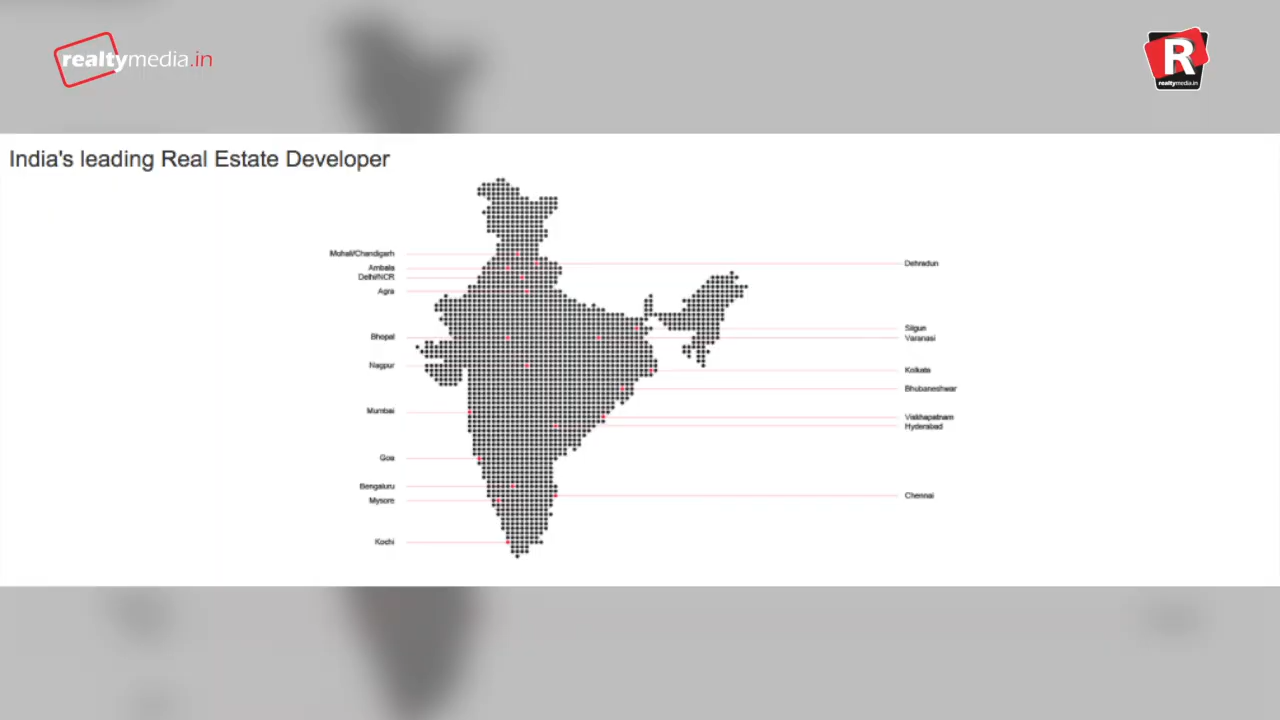 realtymedia.in
R
realtymedia.in
India's leading Real Estate Developer
Mohali/Chandigarh
Ambala
Delhi/NCR
Agra
Bhopal
Nagpur
Mumbai
Goa
Bengaluru
Mysore
Kochi
Dehradun
Siliguri
Varanasi
Kolkata
Bhubaneshwar
Viskhapatnam
Hyderabad
Chennai